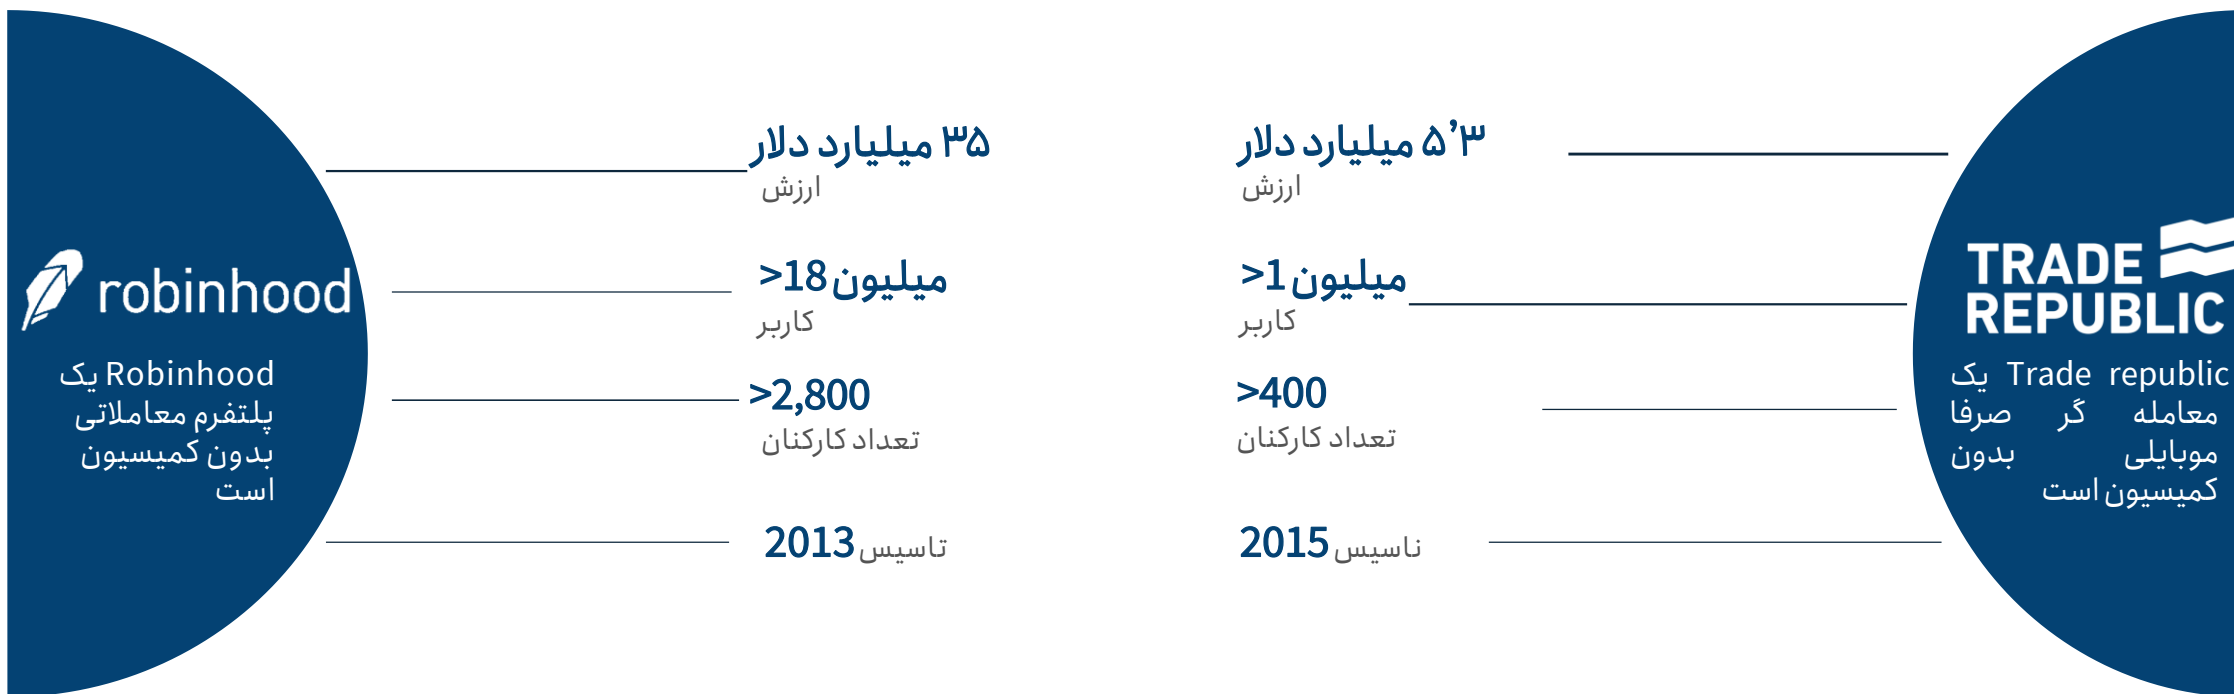 TRADE
REPUBLIC
Trade republic یک
معامله گر صرفا
موبایلی بدون
کمیسیون است
۵’۳ میلیارد دلار
ارزش
میلیون >1
کاربر
>400
تعداد کارکنان
ناسیس 2015
robinhood
Robinhood یک
پلتفرم معاملاتی
بدون کمیسیون
است
۳۵ میلیارد دلار
ارزش
میلیون >18
کاربر
>2,800
تعداد کارکنان
تاسیس 2013